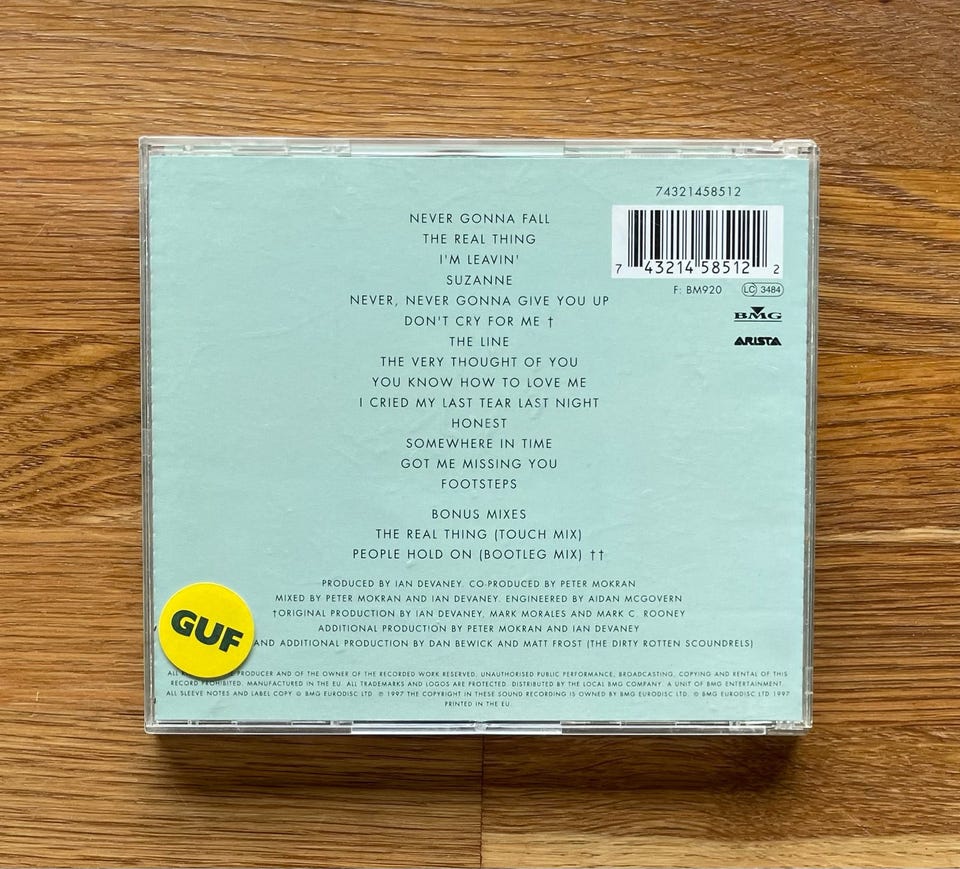 74321458512
NEVER GONNA FALL
THE REAL THING
I'M LEAVIN'
SUZANNE
NEVER, NEVER GONNA GIVE YOU UP
DON'T CRY FOR ME †
THE LINE
THE VERY THOUGHT OF YOU
YOU KNOW HOW TO LOVE ME
I CRIED MY LAST TEAR LAST NIGHT
HONEST
SOMEWHERE IN TIME
GOT ME MISSING YOU
FOOTSTEPS
7 43214 58512 2
F: BM920 LC 3484
BMG
ARISTA
BONUS MIXES
THE REAL THING (TOUCH MIX)
PEOPLE HOLD ON (BOOTLEG MIX) ††
PRODUCED BY IAN DEVANEY. CO-PRODUCED BY PETER MOKRAN
MIXED BY PETER MOKRAN AND IAN DEVANEY. ENGINEERED BY AIDAN MCGOVERN
†ORIGINAL PRODUCTION BY IAN DEVANEY, MARK MORALES AND MARK C. ROONEY
ADDITIONAL PRODUCTION BY PETER MOKRAN AND IAN DEVANEY
AND ADDITIONAL PRODUCTION BY DAN BEWICK AND MATT FROST (THE DIRTY ROTTEN SCOUNDRELS)
GUF
ALL PRODUCER AND OF THE OWNER OF THE RECORDED WORK RESERVED. UNAUTHORISED PUBLIC PERFORMANCE, BROADCASTING, COPYING AND RENTAL OF THIS
RECORD PROHIBITED. MANUFACTURED IN THE EU. ALL TRADEMARKS AND LOGOS ARE PROTECTED. DISTRIBUTED BY THE LOCAL BMG COMPANY. A UNIT OF BMG ENTERTAINMENT.
ALL SLEEVE NOTES AND LABEL COPY © BMG EURODISC LTD ℗ 1997 THE COPYRIGHT IN THESE SOUND RECORDING IS OWNED BY BMG EURODISC LTD. © BMG EURODISC LTD 1997
PRINTED IN THE EU.